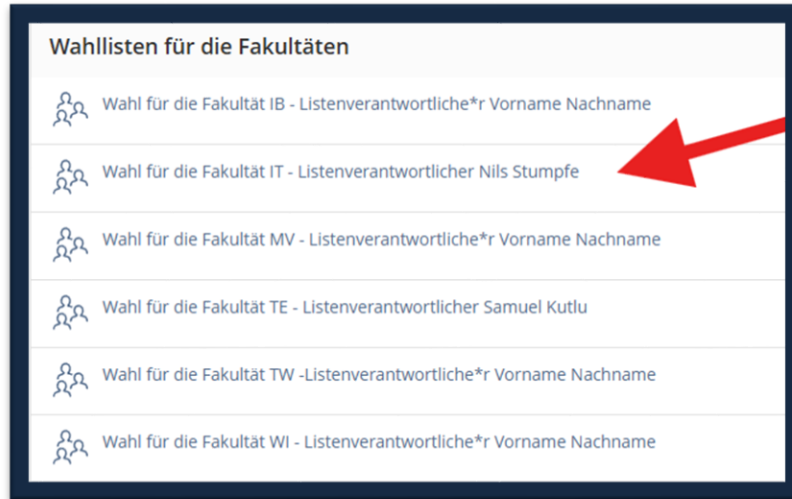 Wahllisten für die Fakultäten
Wahl für die Fakultät IB - Listenverantwortliche*r Vorname Nachname
Wahl für die Fakultät IT - Listenverantwortlicher Nils Stumpfe
Wahl für die Fakultät MV - Listenverantwortliche*r Vorname Nachname
Wahl für die Fakultät TE - Listenverantwortlicher Samuel Kutlu
Wahl für die Fakultät TW -Listenverantwortliche*r Vorname Nachname
Wahl für die Fakultät WI - Listenverantwortliche*r Vorname Nachname